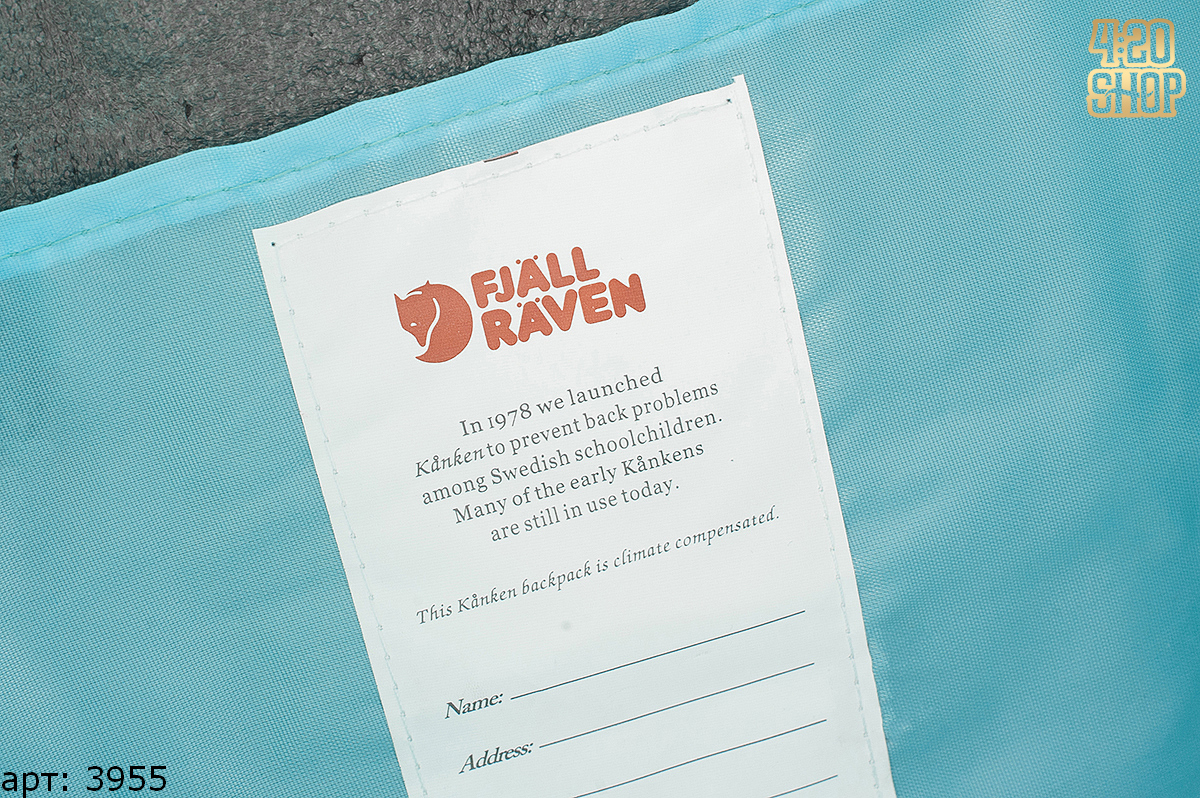 4:20
SHOP
FJÄLL
RÄVEN
In 1978 we launched
Kånken to prevent back problems
among Swedish schoolchildren.
Many of the early Kånkens
are still in use today.
This Kånken backpack is climate compensated.
Name:
Address:
арт: 3955